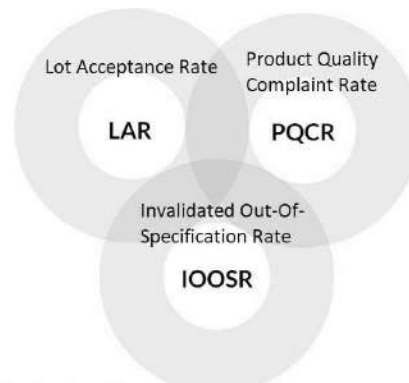 Lot Acceptance Rate
LAR
Product Quality
Complaint Rate
PQCR
Invalidated Out-Of-
Specification Rate
IOOSR